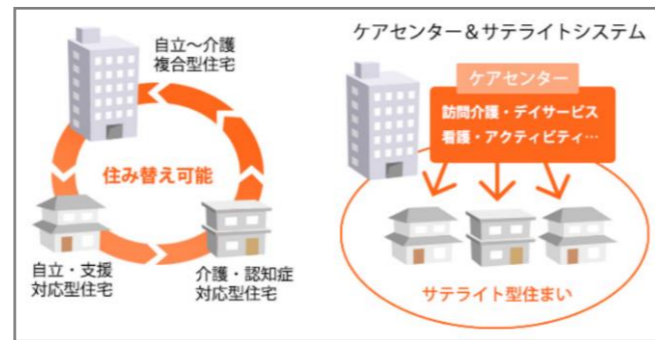 自立～介護
複合型住宅
住み替え可能
自立・支援
対応型住宅
介護・認知症
対応型住宅
ケアセンター＆サテライトシステム
ケアセンター
訪問介護・デイサービス
看護・アクティビティ…
サテライト型住まい